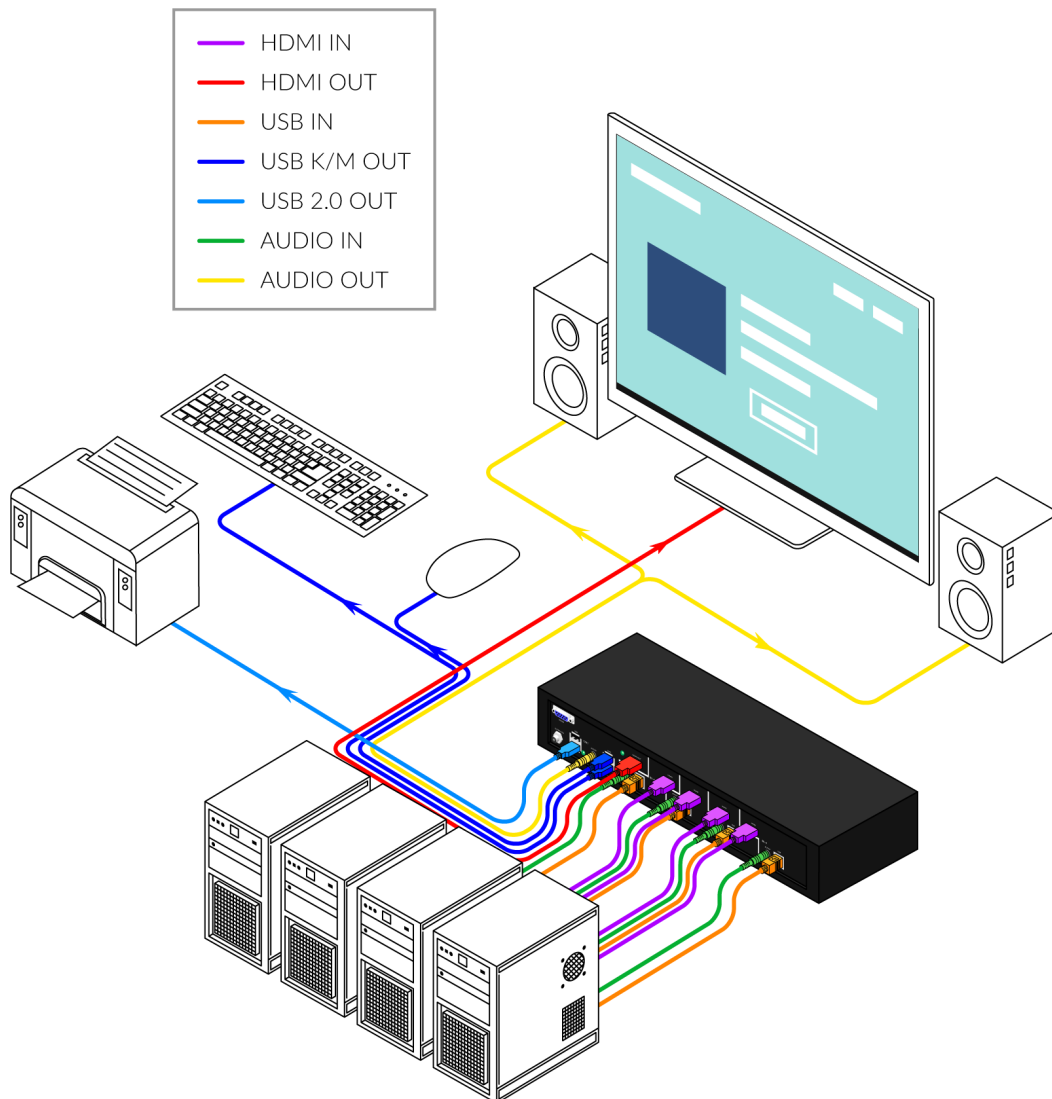 HDMI IN
HDMI OUT
USB IN
USB K/M OUT
USB 2.0 OUT
AUDIO IN
AUDIO OUT